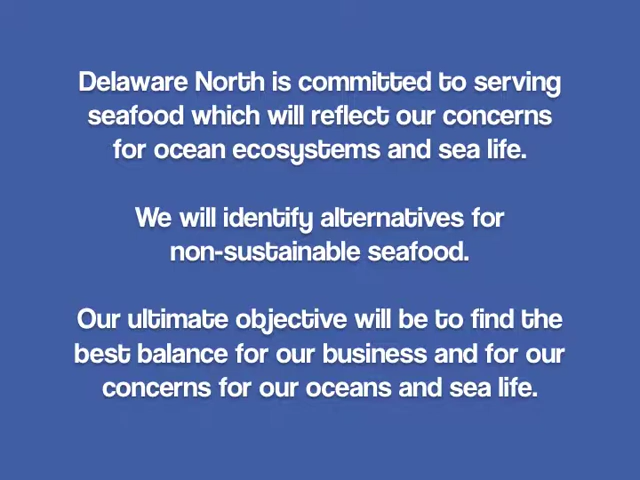 Delaware North is committed to serving
seafood which will reflect our concerns
for ocean ecosystems and sea life.
We will identify alternatives for
non-sustainable seafood.
Our ultimate objective will be to find the
best balance for our business and for our
concerns for our oceans and sea life.